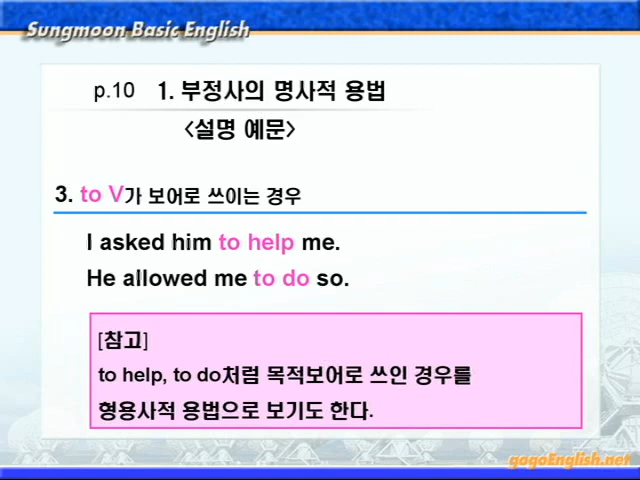 Sungmoon Basic English
p.10 1. 부정사의 명사적 용법
<설명 예문>
3. to V가 보어로 쓰이는 경우
I asked him to help me.
He allowed me to do so.
[참고]
to help, to do처럼 목적보어로 쓰인 경우를
형용사적 용법으로 보기도 한다.
gogoEnglish.net